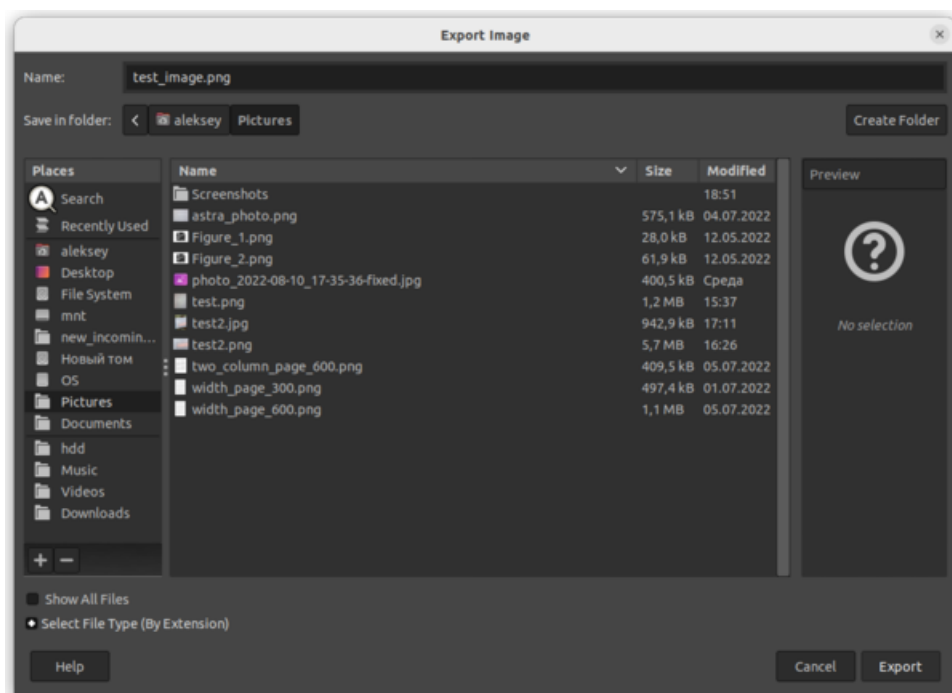 Export Image
Name: test_image.png
Save in folder: aleksey Pictures Create Folder
Places
Search
Recently Used
aleksey
Desktop
File System
mnt
new_incomin...
Новый том
OS
Pictures
Documents
hdd
Music
Videos
Downloads
Name Size Modified
Screenshots 18:51
astra_photo.png 575,1 kB 04.07.2022
Figure_1.png 28,0 kB 12.05.2022
Figure_2.png 61,9 kB 12.05.2022
photo_2022-08-10_17-35-36-fixed.jpg 400,5 kB Среда
test.png 1,2 MB 15:37
test2.jpg 942,9 kB 17:11
test2.png 5,7 MB 16:26
two_column_page_600.png 409,5 kB 05.07.2022
width_page_300.png 497,4 kB 01.07.2022
width_page_600.png 1,1 MB 05.07.2022
Preview
No selection
Show All Files
Select File Type (By Extension)
Help Cancel Export